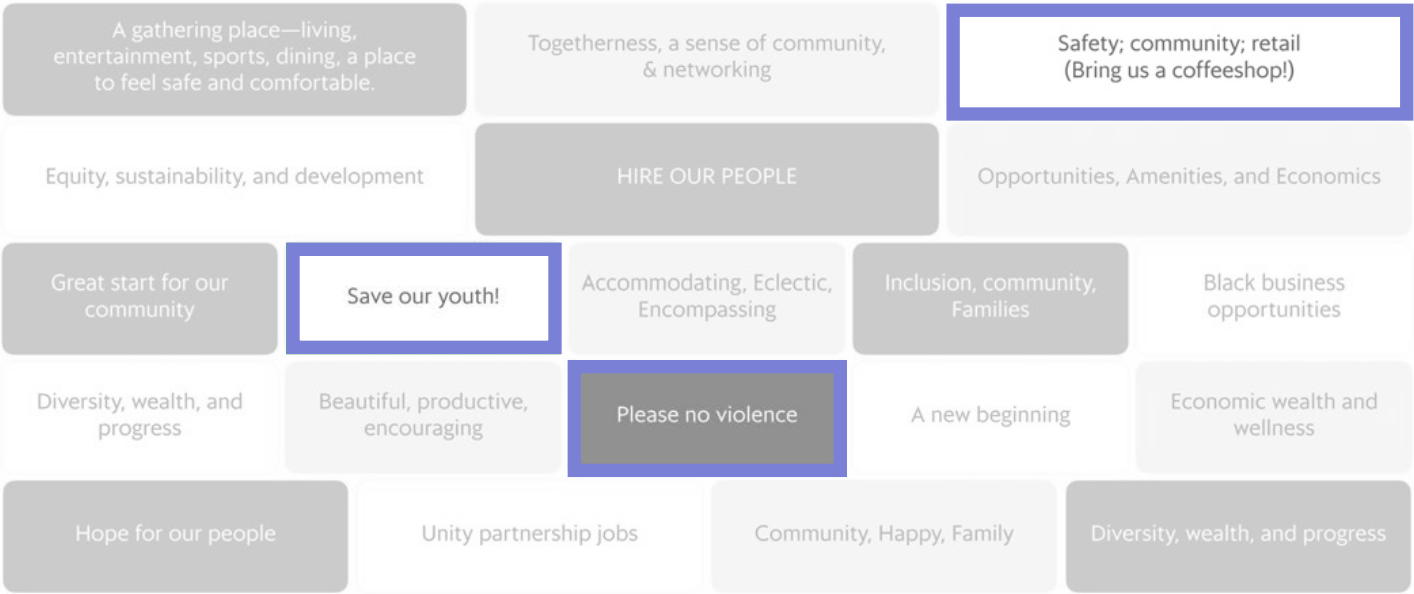 A gathering place—living,
entertainment, sports, dining, a place
to feel safe and comfortable.
Togetherness, a sense of community,
& networking
Safety; community; retail
(Bring us a coffeeshop!)
Equity, sustainability, and development
HIRE OUR PEOPLE
Opportunities, Amenities, and Economics
Great start for our
community
Save our youth!
Accommodating, Eclectic,
Encompassing
Inclusion, community,
Families
Black business
opportunities
Diversity, wealth, and
progress
Beautiful, productive,
encouraging
Please no violence
A new beginning
Economic wealth and
wellness
Hope for our people
Unity partnership jobs
Community, Happy, Family
Diversity, wealth, and progress